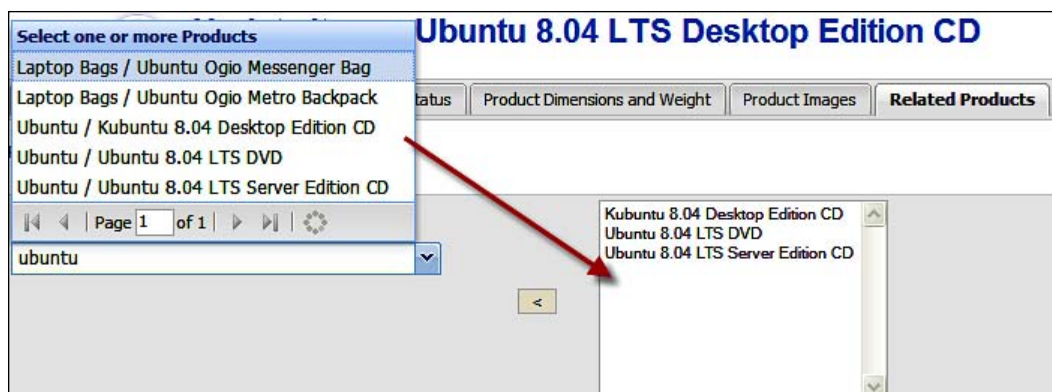 Select one or more Products
Ubuntu 8.04 LTS Desktop Edition CD
Laptop Bags / Ubuntu Ogio Messenger Bag
Laptop Bags / Ubuntu Ogio Metro Backpack
Ubuntu / Kubuntu 8.04 Desktop Edition CD
Ubuntu / Ubuntu 8.04 LTS DVD
Ubuntu / Ubuntu 8.04 LTS Server Edition CD
Page 1 of 1
ubuntu
Product Dimensions and Weight
Product Images
Related Products
<
Kubuntu 8.04 Desktop Edition CD
Ubuntu 8.04 LTS DVD
Ubuntu 8.04 LTS Server Edition CD